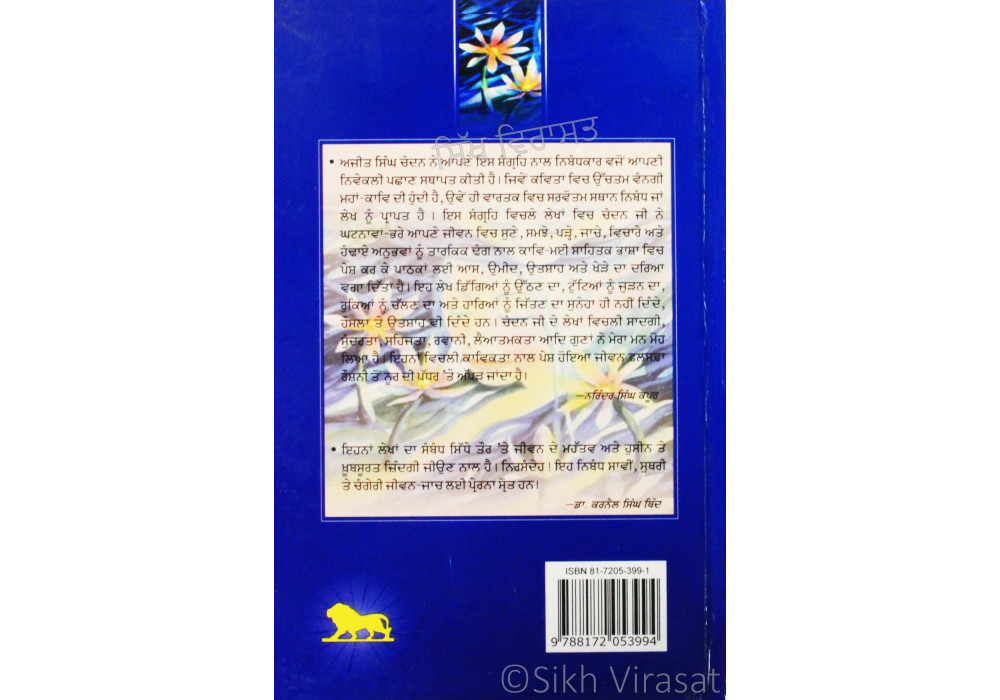 ਸਿੱਖ ਵਿਰਾਸਤ
• ਅਜੀਤ ਸਿੰਘ ਚੰਦਨ ਨੇ ਆਪਣੇ ਇਸ ਸੰਗ੍ਰਹਿ ਨਾਲ ਨਿਬੰਧਕਾਰ ਵਜੋਂ ਆਪਣੀ
ਨਿਵੇਕਲੀ ਪਛਾਣ ਸਥਾਪਤ ਕੀਤੀ ਹੈ। ਜਿਵੇਂ ਕਵਿਤਾ ਵਿਚ ਉੱਚਤਮ ਵੰਨਗੀ
ਮਹਾਂ-ਕਾਵਿ ਦੀ ਹੁੰਦੀ ਹੈ, ਉਵੇਂ ਹੀ ਵਾਰਤਕ ਵਿਚ ਸਰਵੋਤਮ ਸਥਾਨ ਨਿਬੰਧ ਜਾਂ
ਲੇਖ ਨੂੰ ਪ੍ਰਾਪਤ ਹੈ। ਇਸ ਸੰਗ੍ਰਹਿ ਵਿਚਲੇ ਲੇਖਾਂ ਵਿਚ ਚੰਦਨ ਜੀ ਨੇ
ਘਟਨਾਵਾਂ-ਭਰੇ ਆਪਣੇ ਜੀਵਨ ਵਿਚ ਸੁਣੇ, ਸਮਝੇ, ਪੜ੍ਹੇ, ਜਾਚੇ, ਵਿਚਾਰੇ ਅਤੇ
ਹੰਢਾਏ ਅਨੁਭਵਾਂ ਨੂੰ ਤਾਰਕਿਕ ਢੰਗ ਨਾਲ ਕਾਵਿ-ਮਈ ਸਾਹਿਤਕ ਭਾਸ਼ਾ ਵਿਚ
ਪੇਸ਼ ਕਰ ਕੇ ਪਾਠਕਾਂ ਲਈ ਆਸ, ਉਮੀਦ, ਉਤਸ਼ਾਹ ਅਤੇ ਖੇੜੇ ਦਾ ਦਰਿਆ
ਵਗਾ ਦਿੱਤਾ ਹੈ। ਇਹ ਲੇਖ ਡਿੱਗਿਆਂ ਨੂੰ ਉੱਠਣ ਦਾ, ਟੁੱਟਿਆਂ ਨੂੰ ਜੁੜਨ ਦਾ,
ਰੁਕਿਆਂ ਨੂੰ ਚੱਲਣ ਦਾ ਅਤੇ ਹਾਰਿਆ ਨੂੰ ਜਿੱਤਣ ਦਾ ਸੁਨੇਹਾ ਹੀ ਨਹੀਂ ਦਿੰਦੇ,
ਹੌਸਲਾ ਤੇ ਉਤਸ਼ਾਹ ਵੀ ਦਿੰਦੇ ਹਨ। ਚੰਦਨ ਜੀ ਦੇ ਲੇਖਾਂ ਵਿਚਲੀ ਸਾਦਗੀ,
ਸੁੰਦਰਤਾ, ਸਹਿਜਤਾ, ਰਵਾਨੀ, ਲੈਆਤਮਕਤਾ ਆਦਿ ਗੁਣਾਂ ਨੇ ਮੇਰਾ ਮਨ ਮੋਹ
ਲਿਆ ਹੈ। ਇਹਨਾਂ ਵਿਚਲੀ ਕਾਵਿਕਤਾ ਨਾਲ ਪੇਸ਼ ਹੋਇਆ ਜੀਵਨ ਫਲਸਫਾ
ਰੌਸ਼ਨੀ ਤੋਂ ਨੂਰ ਦੀ ਪੱਧਰ 'ਤੇ ਅੱਪੜ ਜਾਂਦਾ ਹੈ।
—ਨਰਿੰਦਰ ਸਿੰਘ ਕਪੂਰ
• ਇਹਨਾਂ ਲੇਖਾਂ ਦਾ ਸੰਬੰਧ ਸਿੱਧੇ ਤੌਰ 'ਤੇ ਜੀਵਨ ਦੇ ਮਹੱਤਵ ਅਤੇ ਹੁਸੀਨ ਤੇ
ਖ਼ੂਬਸੂਰਤ ਜ਼ਿੰਦਗੀ ਜੀਉਣ ਨਾਲ ਹੈ। ਨਿਰਸੰਦੇਹ! ਇਹ ਨਿਬੰਧ ਸਾਵੀਂ, ਸੁਥਰੀ
ਤੇ ਚੰਗੇਰੀ ਜੀਵਨ-ਜਾਚ ਲਈ ਪ੍ਰੇਰਨਾ ਸ੍ਰੋਤ ਹਨ।
—ਡਾ. ਕਰਨੈਲ ਸਿੰਘ ਥਿੰਦ
ISBN 81-7205-399-1
9 788172 053994
©Sikh Virasat